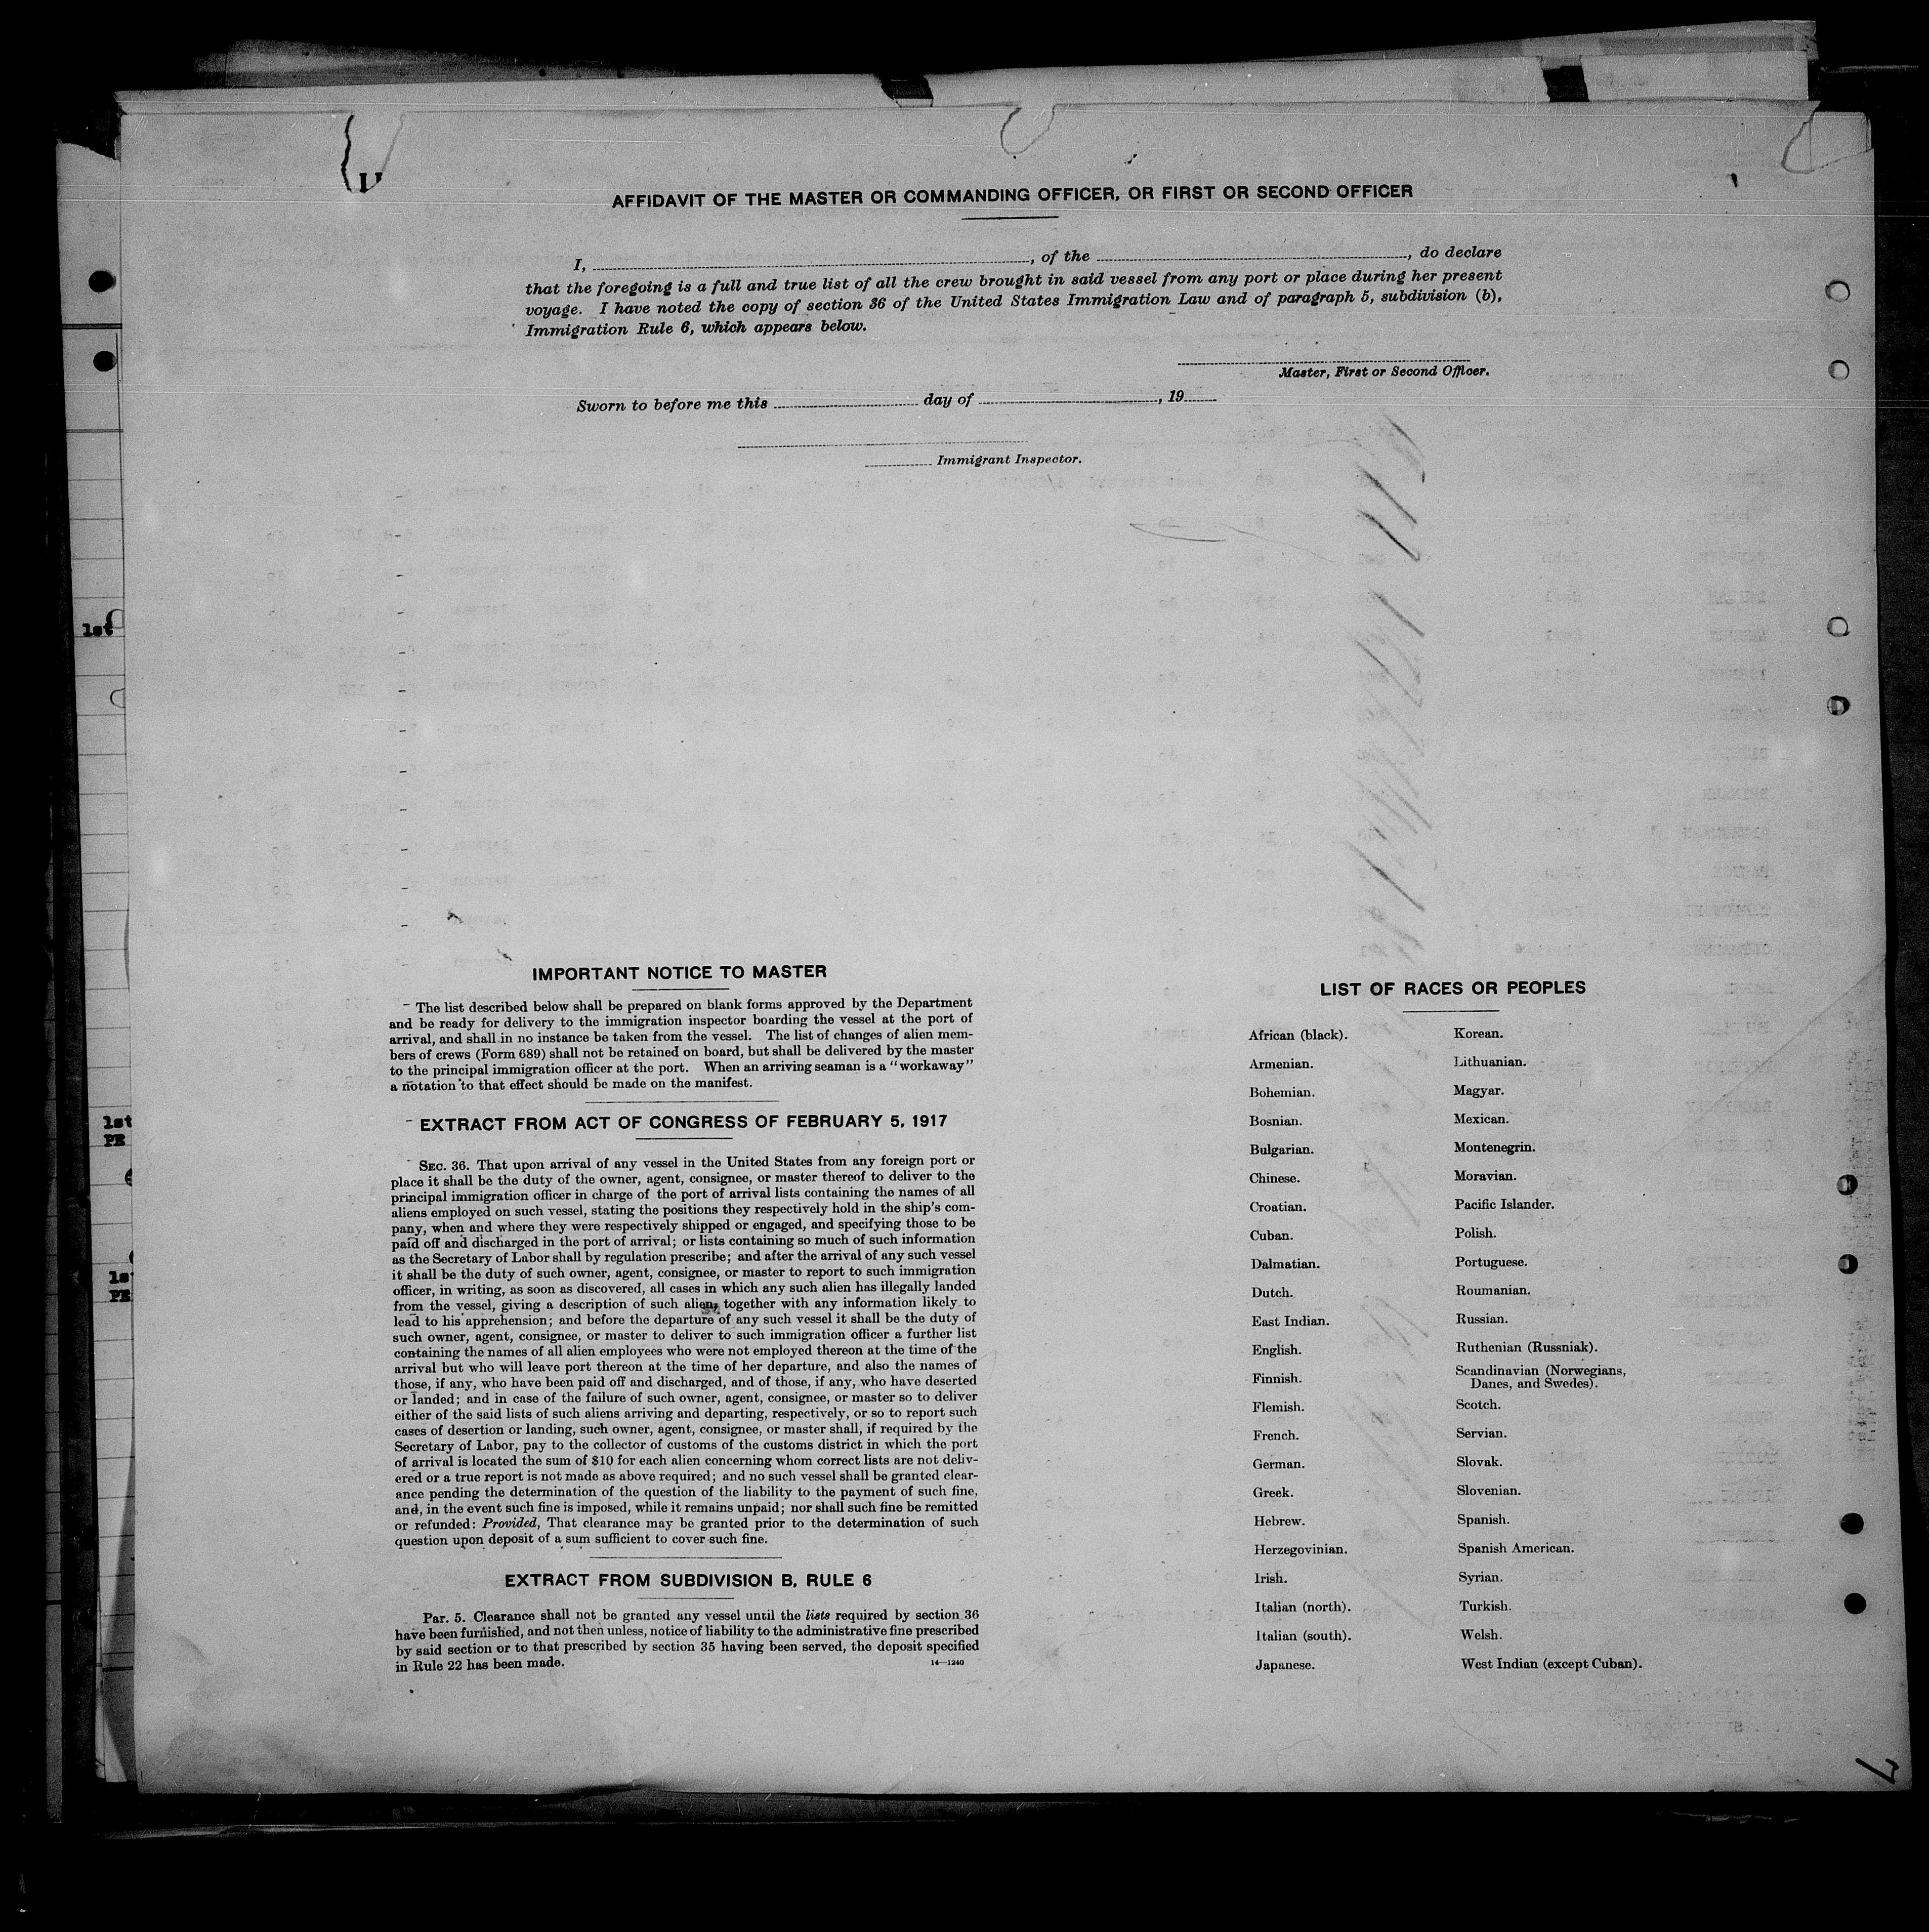 AFFIDAVIT OF THE MASTER OR COMMANDING OFFICER, OR FIRST OR SECOND OFFICER
I, , of the , do declare
that the foregoing is a full and true list of all the crew brought in said vessel from any port or place during her present
voyage. I have noted the copy of section 36 of the United States Immigration Law and of paragraph 5, subdivision (b),
Immigration Rule 6, which appears below.
Master, First or Second Officer.
Sworn to before me this day of , 19
Immigrant Inspector.
1st
1st
PE
PE
IMPORTANT NOTICE TO MASTER
The list described below shall be prepared on blank forms approved by the Department
and be ready for delivery to the immigration inspector boarding the vessel at the port of
arrival, and shall in no instance be taken from the vessel. The list of changes of alien mem-
bers of crews (Form 689) shall not be retained on board, but shall be delivered by the master
to the principal immigration officer at the port. When an arriving seaman is a "workaway"
a notation to that effect should be made on the manifest.
EXTRACT FROM ACT OF CONGRESS OF FEBRUARY 5, 1917
SEC. 36. That upon arrival of any vessel in the United States from any foreign port or
place it shall be the duty of the owner, agent, consignee, or master thereof to deliver to the
principal immigration officer in charge of the port of arrival lists containing the names of all
aliens employed on such vessel, stating the positions they respectively hold in the ship's com-
pany, when and where they were respectively shipped or engaged, and specifying those to be
paid off and discharged in the port of arrival; or lists containing so much of such information
as the Secretary of Labor shall by regulation prescribe; and after the arrival of any such vessel
it shall be the duty of such owner, agent, consignee, or master to report to such immigration
officer, in writing, as soon as discovered, all cases in which any such alien has illegally landed
from the vessel, giving a description of such alien, together with any information likely to
lead to his apprehension; and before the departure of any such vessel it shall be the duty of
such owner, agent, consignee, or master to deliver to such immigration officer a further list
containing the names of all alien employees who were not employed thereon at the time of the
arrival but who will leave port thereon at the time of her departure, and also the names of
those, if any, who have been paid off and discharged, and of those, if any, who have deserted
or landed; and in case of the failure of such owner, agent, consignee, or master so to deliver
either of the said lists of such aliens arriving and departing, respectively, or so to report such
cases of desertion or landing, such owner, agent, consignee, or master shall, if required by the
Secretary of Labor, pay to the collector of customs of the customs district in which the port
of arrival is located the sum of $10 for each alien concerning whom correct lists are not deliv-
ered or a true report is not made as above required; and no such vessel shall be granted clear-
ance pending the determination of the question of the liability to the payment of such fine,
and, in the event such fine is imposed, while it remains unpaid; nor shall such fine be remitted
or refunded: Provided, That clearance may be granted prior to the determination of such
question upon deposit of a sum sufficient to cover such fine.
EXTRACT FROM SUBDIVISION B, RULE 6
Par. 5. Clearance shall not be granted any vessel until the lists required by section 36
have been furnished, and not then unless, notice of liability to the administrative fine prescribed
by said section or to that prescribed by section 35 having been served, the deposit specified
in Rule 22 has been made.
14—1240
LIST OF RACES OR PEOPLES
African (black).
Armenian.
Bohemian.
Bosnian.
Bulgarian.
Chinese.
Croatian.
Cuban.
Dalmatian.
Dutch.
East Indian.
English.
Finnish.
Flemish.
French.
German.
Greek.
Hebrew.
Herzegovinian.
Irish.
Italian (north).
Italian (south).
Japanese.
Korean.
Lithuanian.
Magyar.
Mexican.
Montenegrin.
Moravian.
Pacific Islander.
Polish.
Portuguese.
Roumanian.
Russian.
Ruthenian (Russniak).
Scandinavian (Norwegians,
Danes, and Swedes).
Scotch.
Servian.
Slovak.
Slovenian.
Spanish.
Spanish American.
Syrian.
Turkish.
Welsh.
West Indian (except Cuban).
7